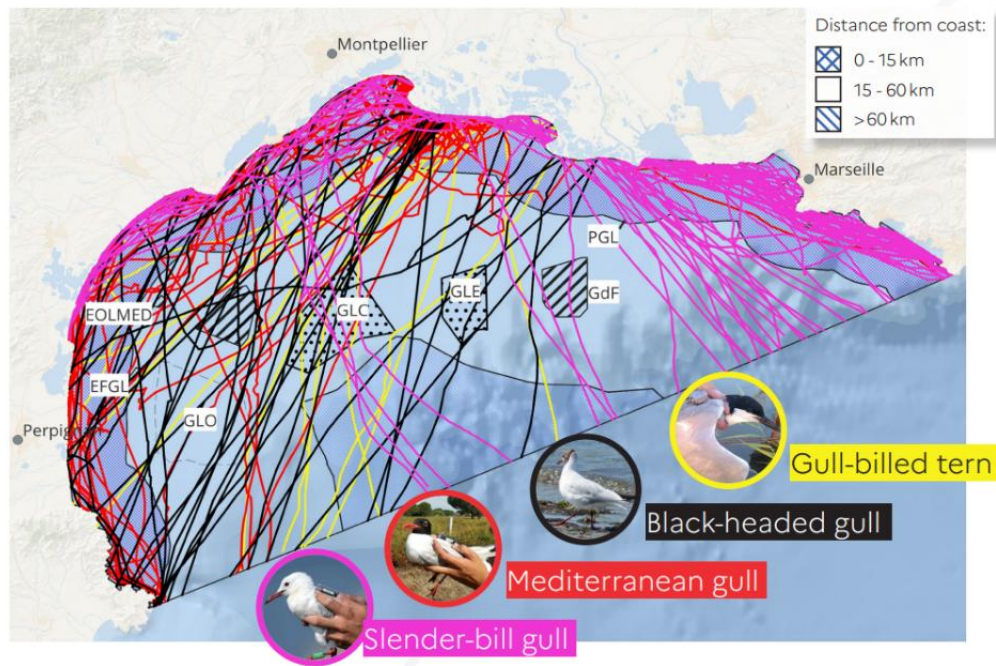 Distance from coast:
0 - 15 km
15 - 60 km
>60 km
Montpellier
Marseille
PGL
GLE
GdF
GLC
EOLMED
EFGL
GLO
Gull-billed tern
Black-headed gull
Mediterranean gull
Slender-bill gull